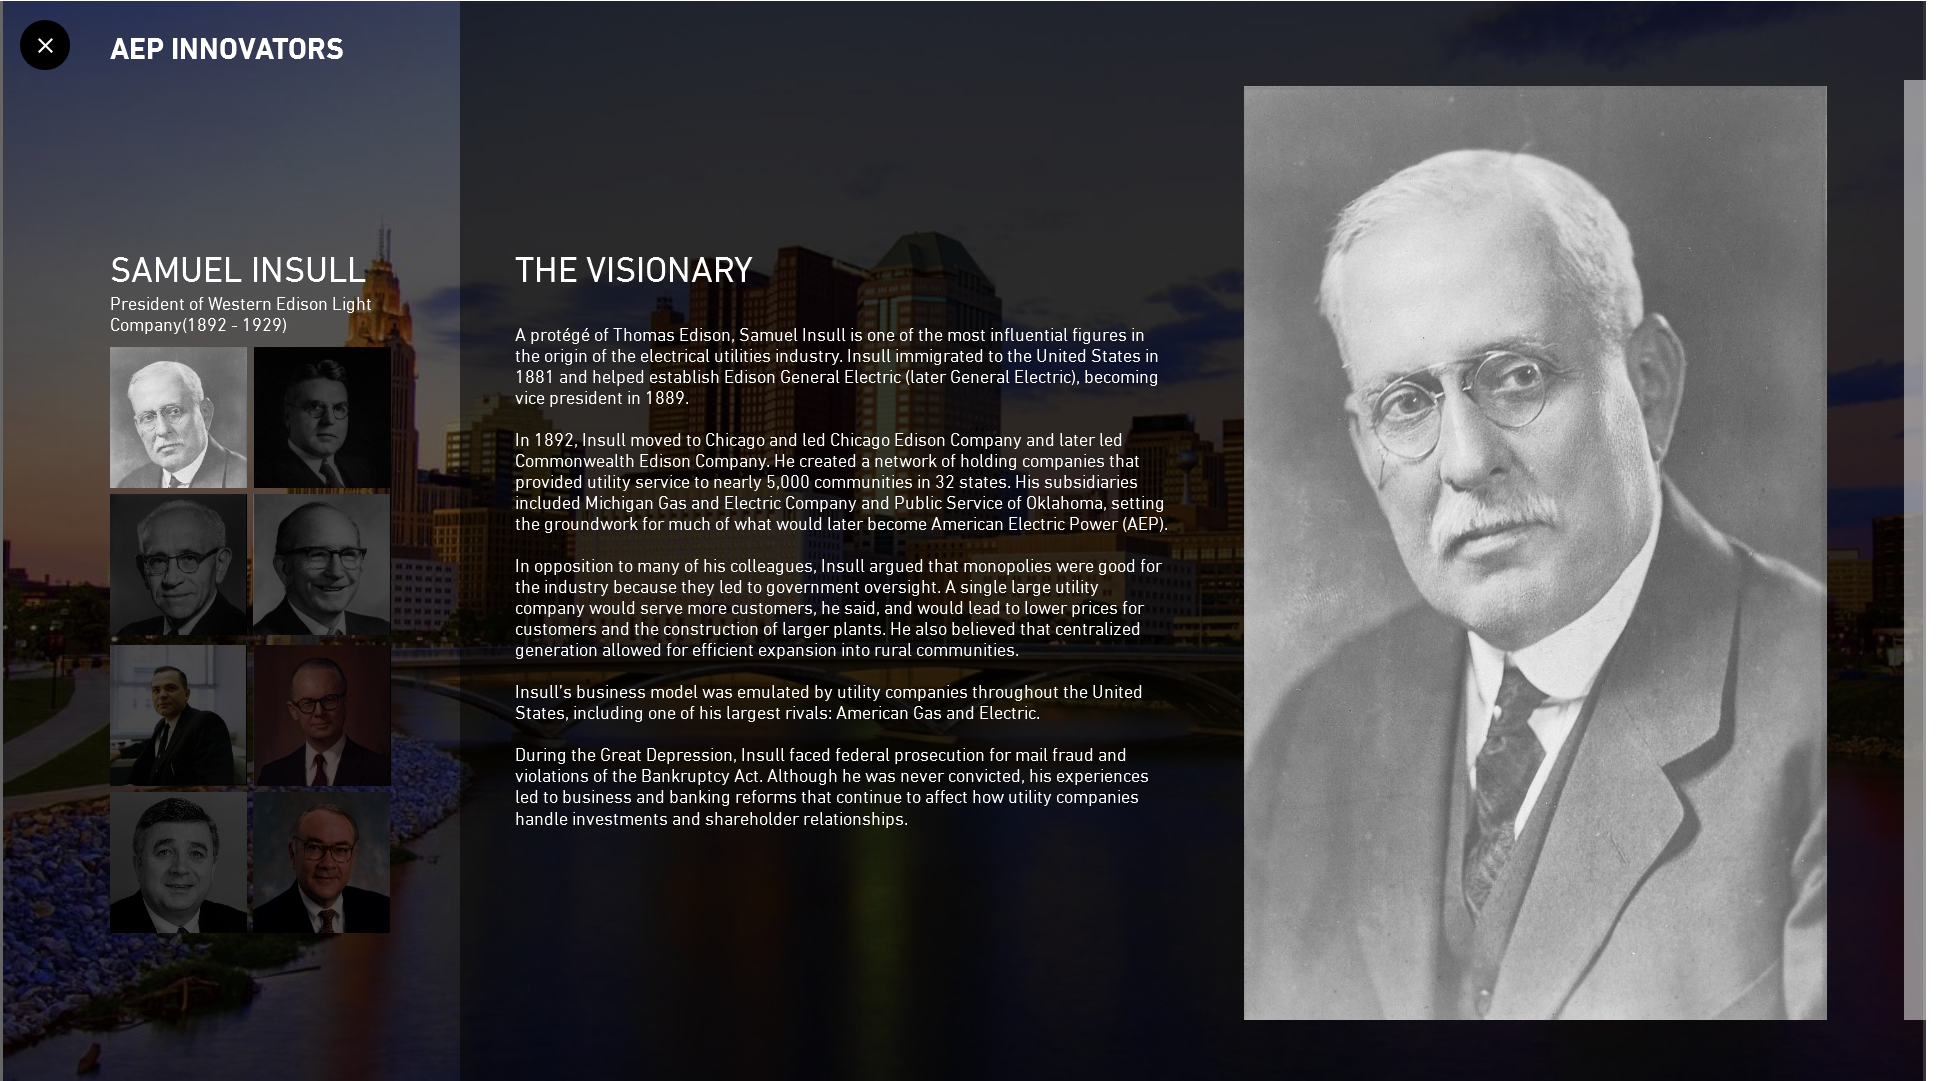 AEP INNOVATORS
SAMUEL INSULL
President of Western Edison Light
Company(1892 - 1929)
THE VISIONARY
A protégé of Thomas Edison, Samuel Insull is one of the most influential figures in
the origin of the electrical utilities industry. Insull immigrated to the United States in
1881 and helped establish Edison General Electric (later General Electric), becoming
vice president in 1889.
In 1892, Insull moved to Chicago and led Chicago Edison Company and later led
Commonwealth Edison Company. He created a network of holding companies that
provided utility service to nearly 5,000 communities in 32 states. His subsidiaries
included Michigan Gas and Electric Company and Public Service of Oklahoma, setting
the groundwork for much of what would later become American Electric Power (AEP).
In opposition to many of his colleagues, Insull argued that monopolies were good for
the industry because they led to government oversight. A single large utility
company would serve more customers, he said, and would lead to lower prices for
customers and the construction of larger plants. He also believed that centralized
generation allowed for efficient expansion into rural communities.
Insull's business model was emulated by utility companies throughout the United
States, including one of his largest rivals: American Gas and Electric.
During the Great Depression, Insull faced federal prosecution for mail fraud and
violations of the Bankruptcy Act. Although he was never convicted, his experiences
led to business and banking reforms that continue to affect how utility companies
handle investments and shareholder relationships.